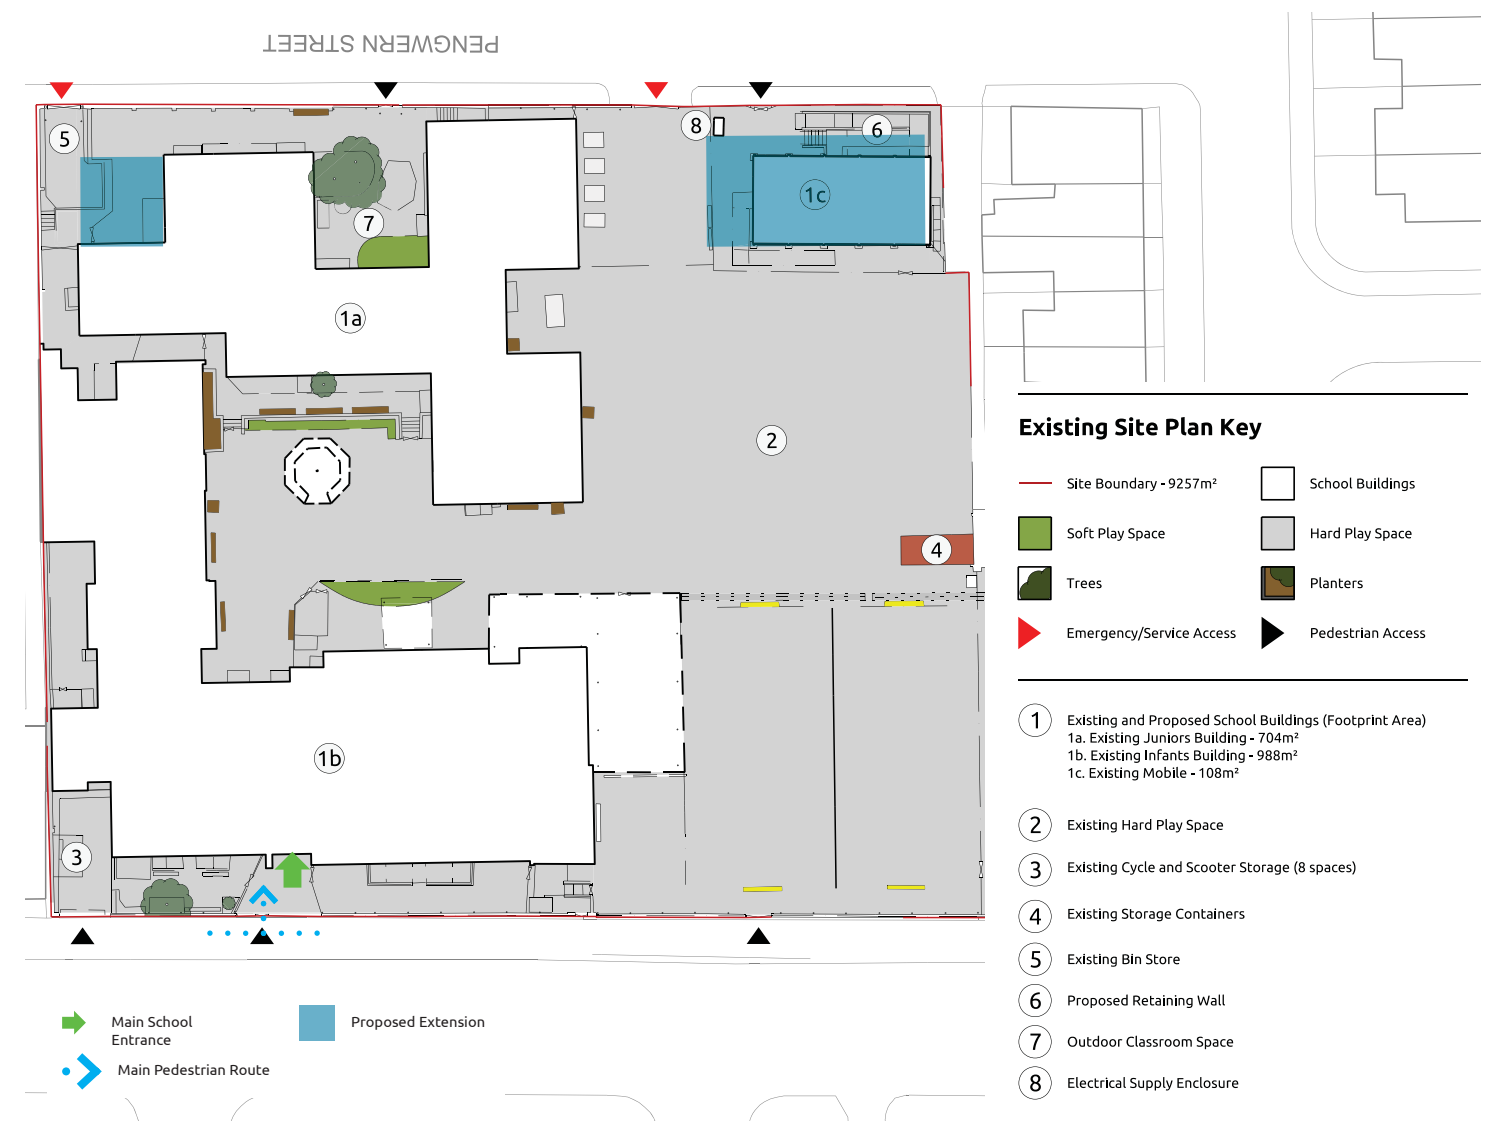 PENGWERN STREET
5
8
6
1c
7
1a
2
4
1b
3
Existing Site Plan Key
Site Boundary - 9257m²
School Buildings
Soft Play Space
Hard Play Space
Trees
Planters
Emergency/Service Access
Pedestrian Access
1
Existing and Proposed School Buildings (Footprint Area)
1a. Existing Juniors Building - 704m²
1b. Existing Infants Building - 988m²
1c. Existing Mobile - 108m²
2 Existing Hard Play Space
3 Existing Cycle and Scooter Storage (8 spaces)
4 Existing Storage Containers
5 Existing Bin Store
6 Proposed Retaining Wall
7 Outdoor Classroom Space
8 Electrical Supply Enclosure
Main School
Entrance
Proposed Extension
Main Pedestrian Route